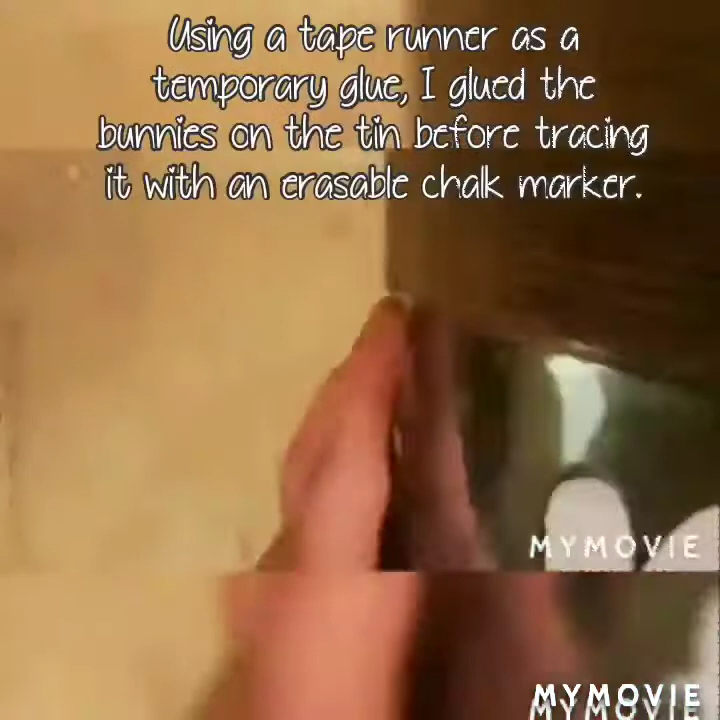 Using a tape runner as a
temporary glue, I glued the
bunnies on the tin before tracing
it with an erasable chalk marker.
MYMOVIE
MYMOVIE
MYMOVIE